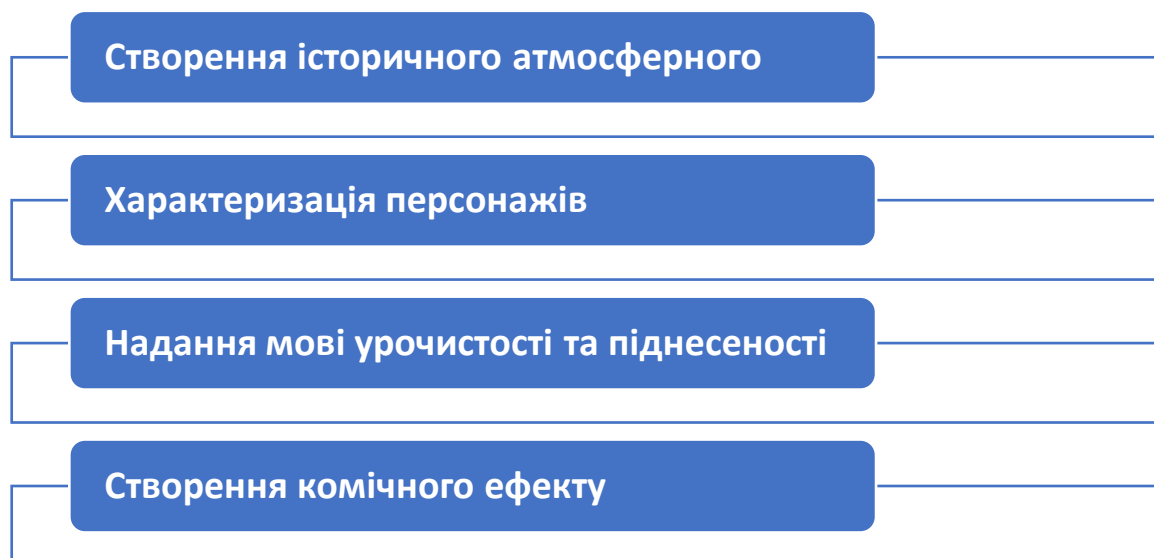 Створення історичного атмосферного
Характеризація персонажів
Надання мові урочистості та піднесеності
Створення комічного ефекту